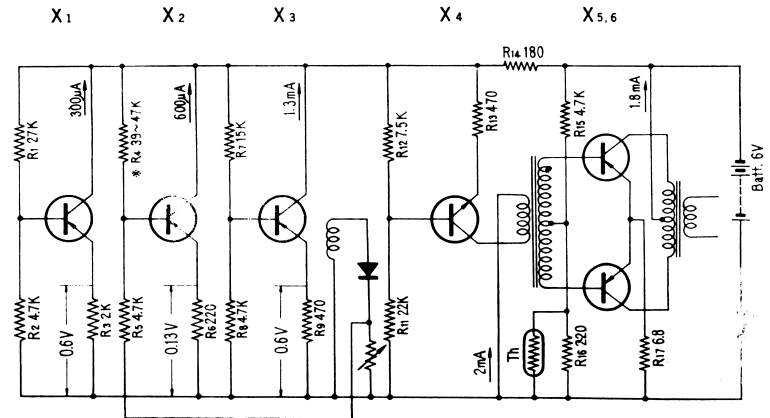 X1 X2 X3 X4 X5,6
R14 180
300μA
600μA
1.3mA
1.8mA
R1 27K
* R4 39~47K
R7 15K
R12 7.5K
R13 470
R15 4.7K
Batt. 6V
R2 4.7K
0.6V
R3 2K
R5 4.7K
0.13V
R6 220
R8 4.7K
0.6V
R9 470
R11 22K
2mA
Th
R16 220
R17 6.8